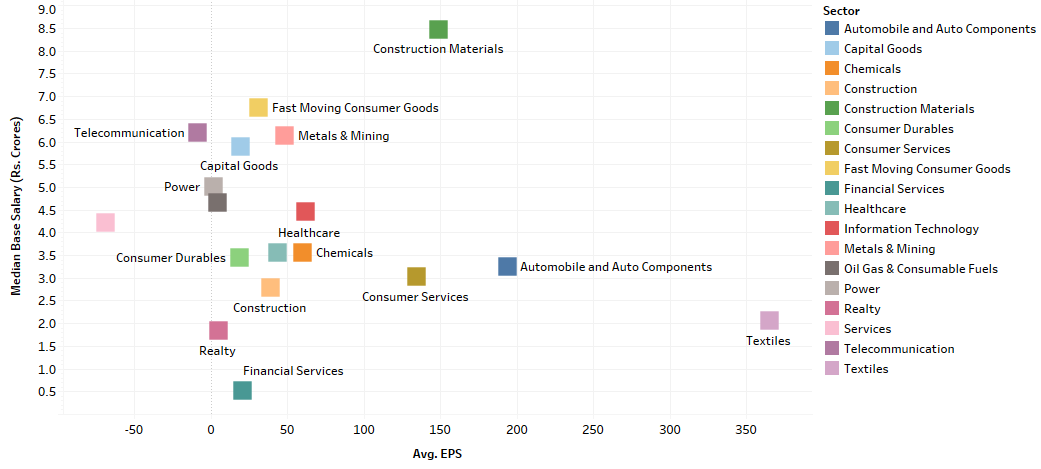 9.0
8.5
8.0
7.5
7.0
6.5
6.0
5.5
5.0
4.5
4.0
3.5
3.0
2.5
2.0
1.5
1.0
0.5
Median Base Salary (Rs. Crores)
Construction Materials
Fast Moving Consumer Goods
Telecommunication
Metals & Mining
Capital Goods
Power
Healthcare
Consumer Durables
Chemicals
Automobile and Auto Components
Consumer Services
Construction
Textiles
Realty
Financial Services
-50
0
50
100
150
200
250
300
350
Avg. EPS
Sector
Automobile and Auto Components
Capital Goods
Chemicals
Construction
Construction Materials
Consumer Durables
Consumer Services
Fast Moving Consumer Goods
Financial Services
Healthcare
Information Technology
Metals & Mining
Oil Gas & Consumable Fuels
Power
Realty
Services
Telecommunication
Textiles